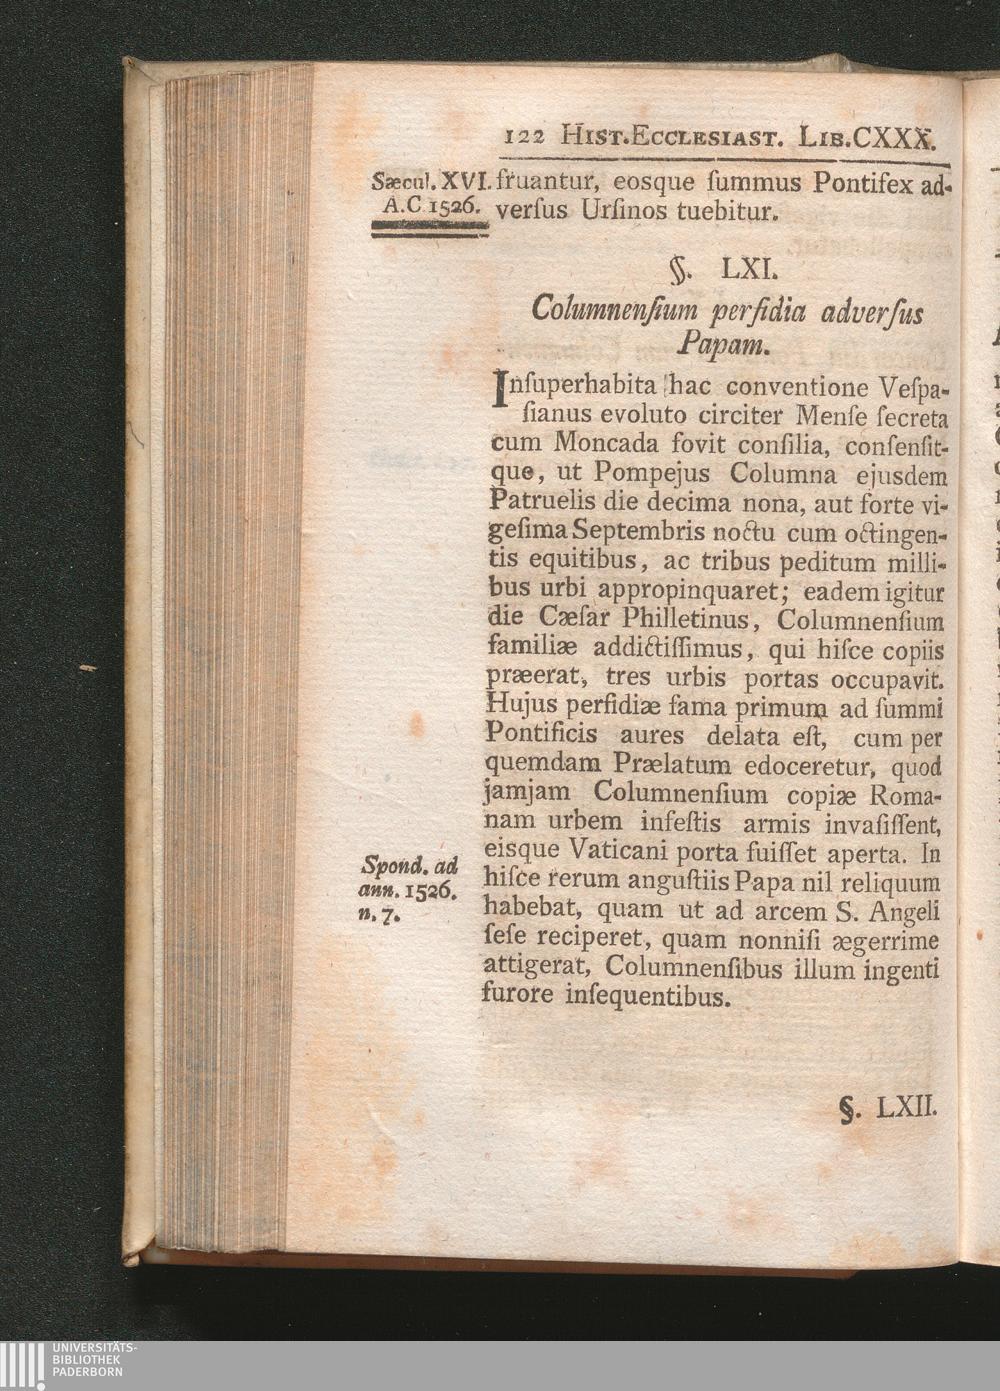 122 Hist.Ecclesiast. Lib.CXXX.
Sæcul. XVI.
A.C. 1526.
fruantur, eosque ſummus Pontifex ad-
verſus Urſinos tuebitur.
§. LXI.
Columnenſium perfidia adverſus
Papam.
Inſuperhabita hac conventione Veſpa-
ſianus evoluto circiter Menſe ſecreta
cum Moncada fovit conſilia, conſenſit-
que, ut Pompejus Columna ejusdem
Patruelis die decima nona, aut forte vi-
geſima Septembris noctu cum octingen-
tis equitibus, ac tribus peditum milli-
bus urbi appropinquaret; eadem igitur
die Cæſar Philletinus, Columnenſium
familiæ addictiſſimus, qui hiſce copiis
præerat, tres urbis portas occupavit.
Hujus perfidiæ fama primum ad ſummi
Pontificis aures delata eſt, cum per
quemdam Prælatum edoceretur, quod
jamjam Columnenſium copiæ Roma-
nam urbem infeſtis armis invaſiſſent,
eisque Vaticani porta fuiſſet aperta. In
hiſce rerum anguſtiis Papa nil reliquum
habebat, quam ut ad arcem S. Angeli
ſeſe reciperet, quam nonniſi ægerrime
attigerat, Columnenſibus illum ingenti
furore inſequentibus.
Spond. ad
ann. 1526.
n. 7.
§. LXII.
UNIVERSITÄTS-
BIBLIOTHEK
PADERBORN